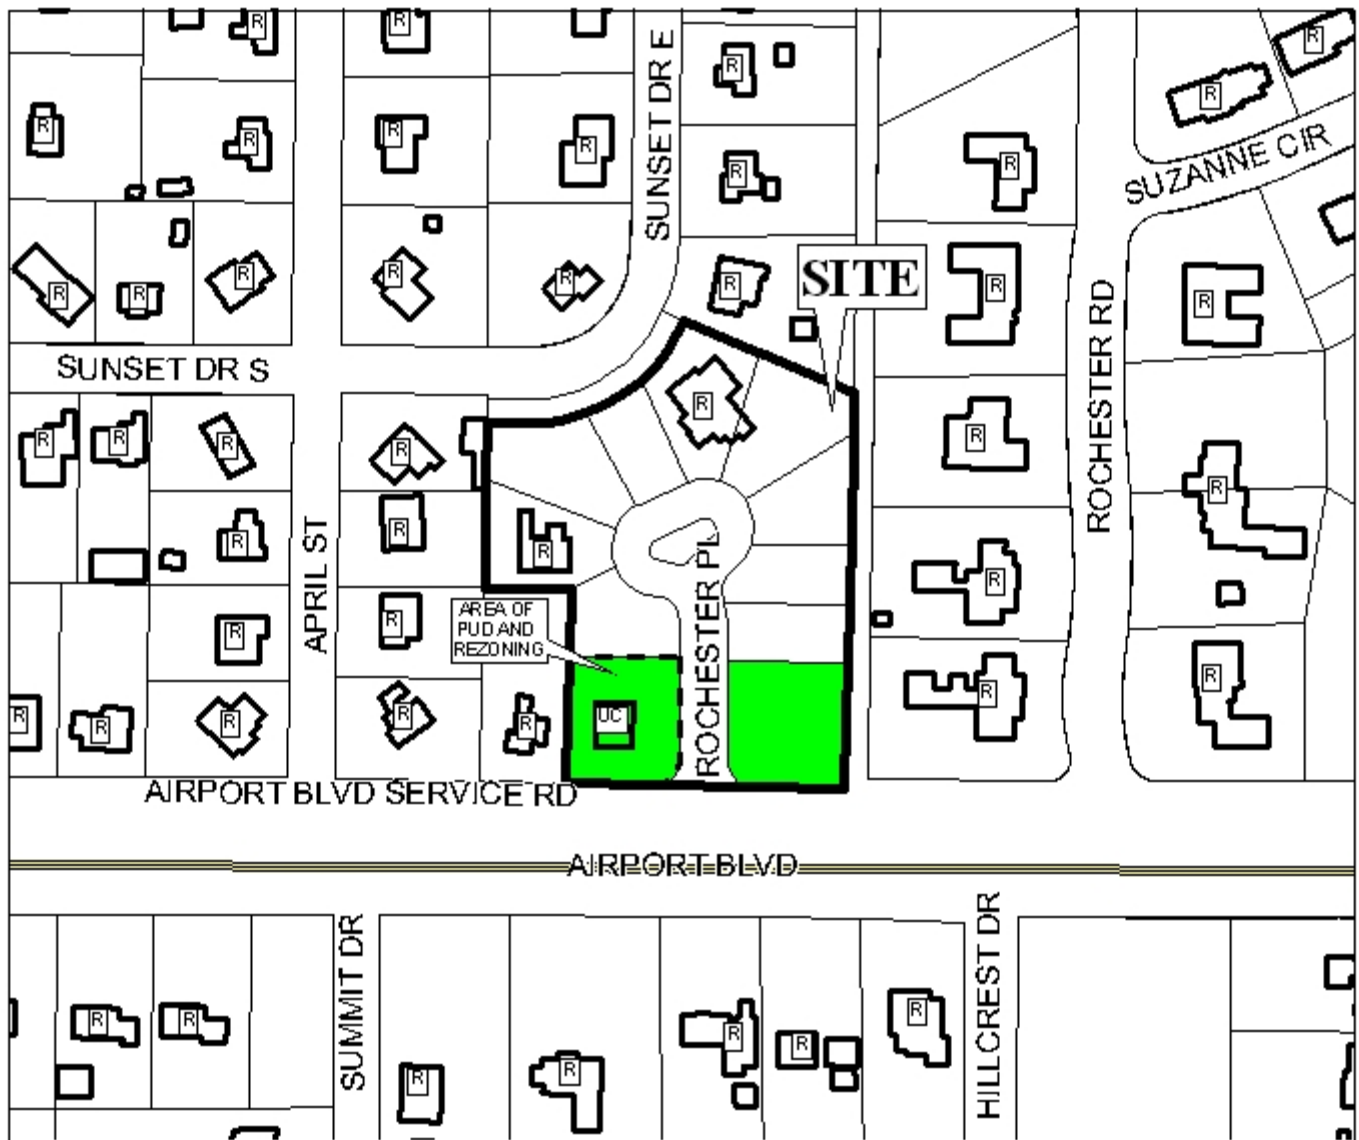 R
R
SUNSET DR E
R
R
R
R
R
R
R
R
R
SUZANNE CIR
R
R
R
R
R
R
R
SITE
R
R
ROCHESTER RD
SUNSET DR S
R
R
R
R
R
R
R
APRIL ST
R
R
R
R
ROCHESTER PL
AREA OF
PUD AND
REZONING
R
R
R
R
R
R
R
R
R
UC
AIRPORT BLVD SERVICE RD
AIRPORT BLVD
SUMMIT DR
HILLCREST DR
R
R
R
R
R
R
R